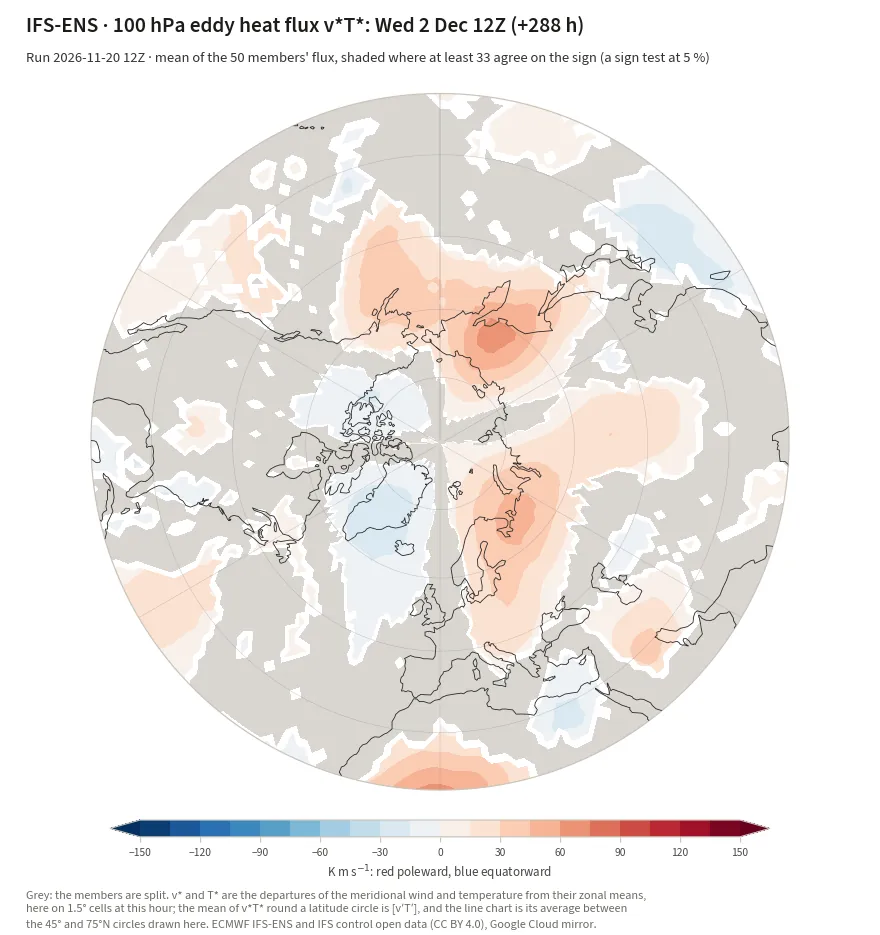 IFS-ENS · 100 hPa eddy heat flux v*T*: Wed 2 Dec 12Z (+288 h)
Run 2026-11-20 12Z · mean of the 50 members' flux, shaded where at least 33 agree on the sign (a sign test at 5 %)
−150 −120 −90 −60 −30 0 30 60 90 120 150
K m s⁻¹: red poleward, blue equatorward
Grey: the members are split. v* and T* are the departures of the meridional wind and temperature from their zonal means,
here on 1.5° cells at this hour; the mean of v*T* round a latitude circle is [v′T′], and the line chart is its average between
the 45° and 75°N circles drawn here. ECMWF IFS-ENS and IFS control open data (CC BY 4.0), Google Cloud mirror.